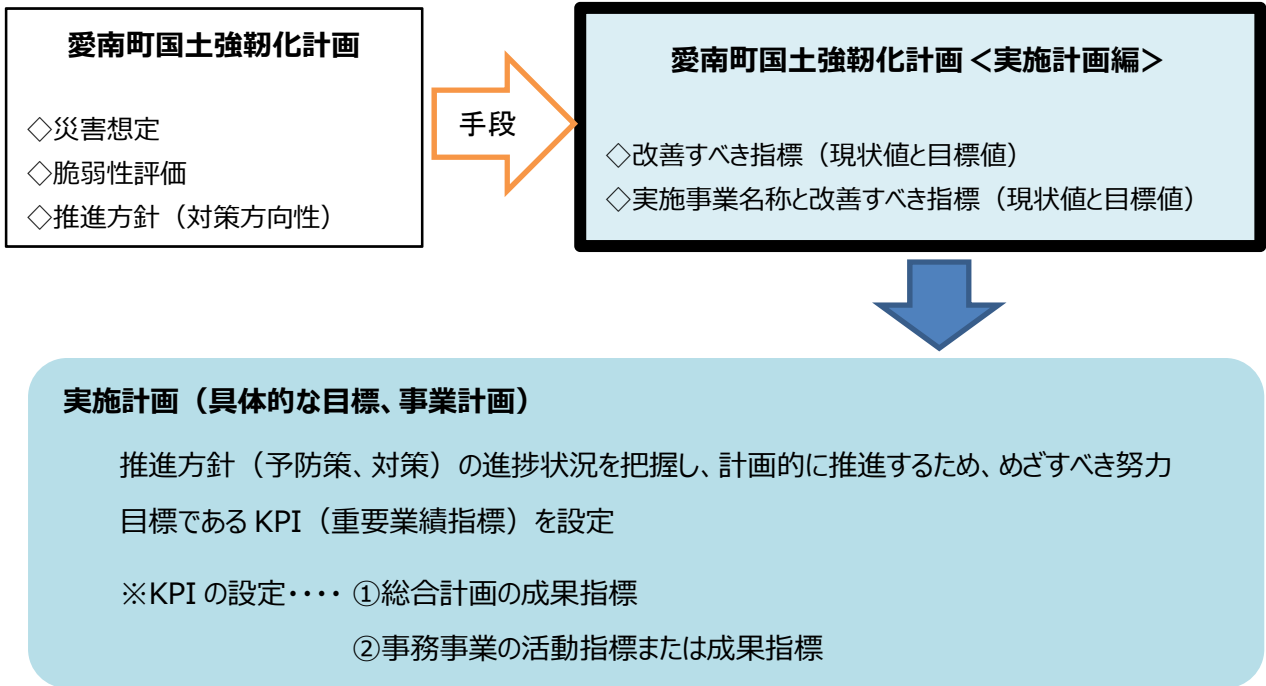 愛南町国土強靭化計画
◇災害想定
◇脆弱性評価
◇推進方針（対策方向性）
手段
愛南町国土強靭化計画＜実施計画編＞
◇改善すべき指標（現状値と目標値）
◇実施事業名称と改善すべき指標（現状値と目標値）
実施計画（具体的な目標、事業計画）
推進方針（予防策、対策）の進捗状況を把握し、計画的に推進するため、めざすべき努力
目標である KPI（重要業績指標）を設定
※KPI の設定・・・・ ①総合計画の成果指標
②事務事業の活動指標または成果指標